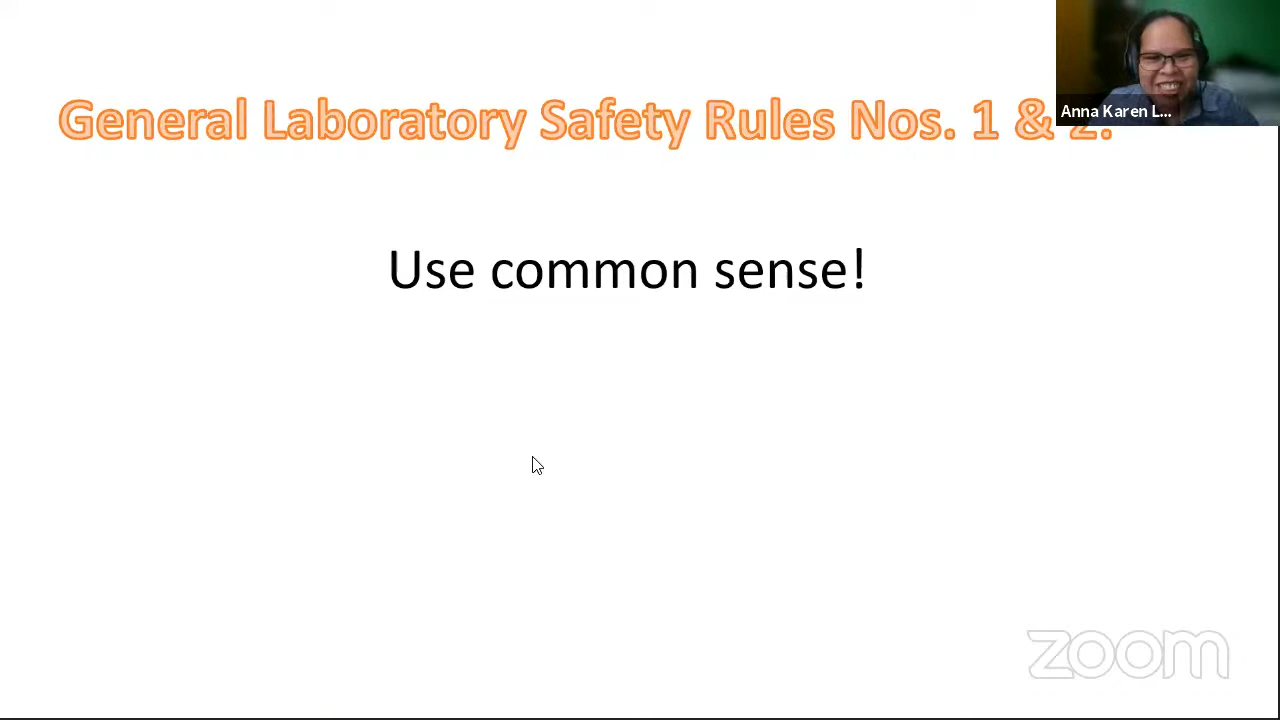 General Laboratory Safety Rules Nos. 1 & 2:
Anna Karen L...
Use common sense!
zoom